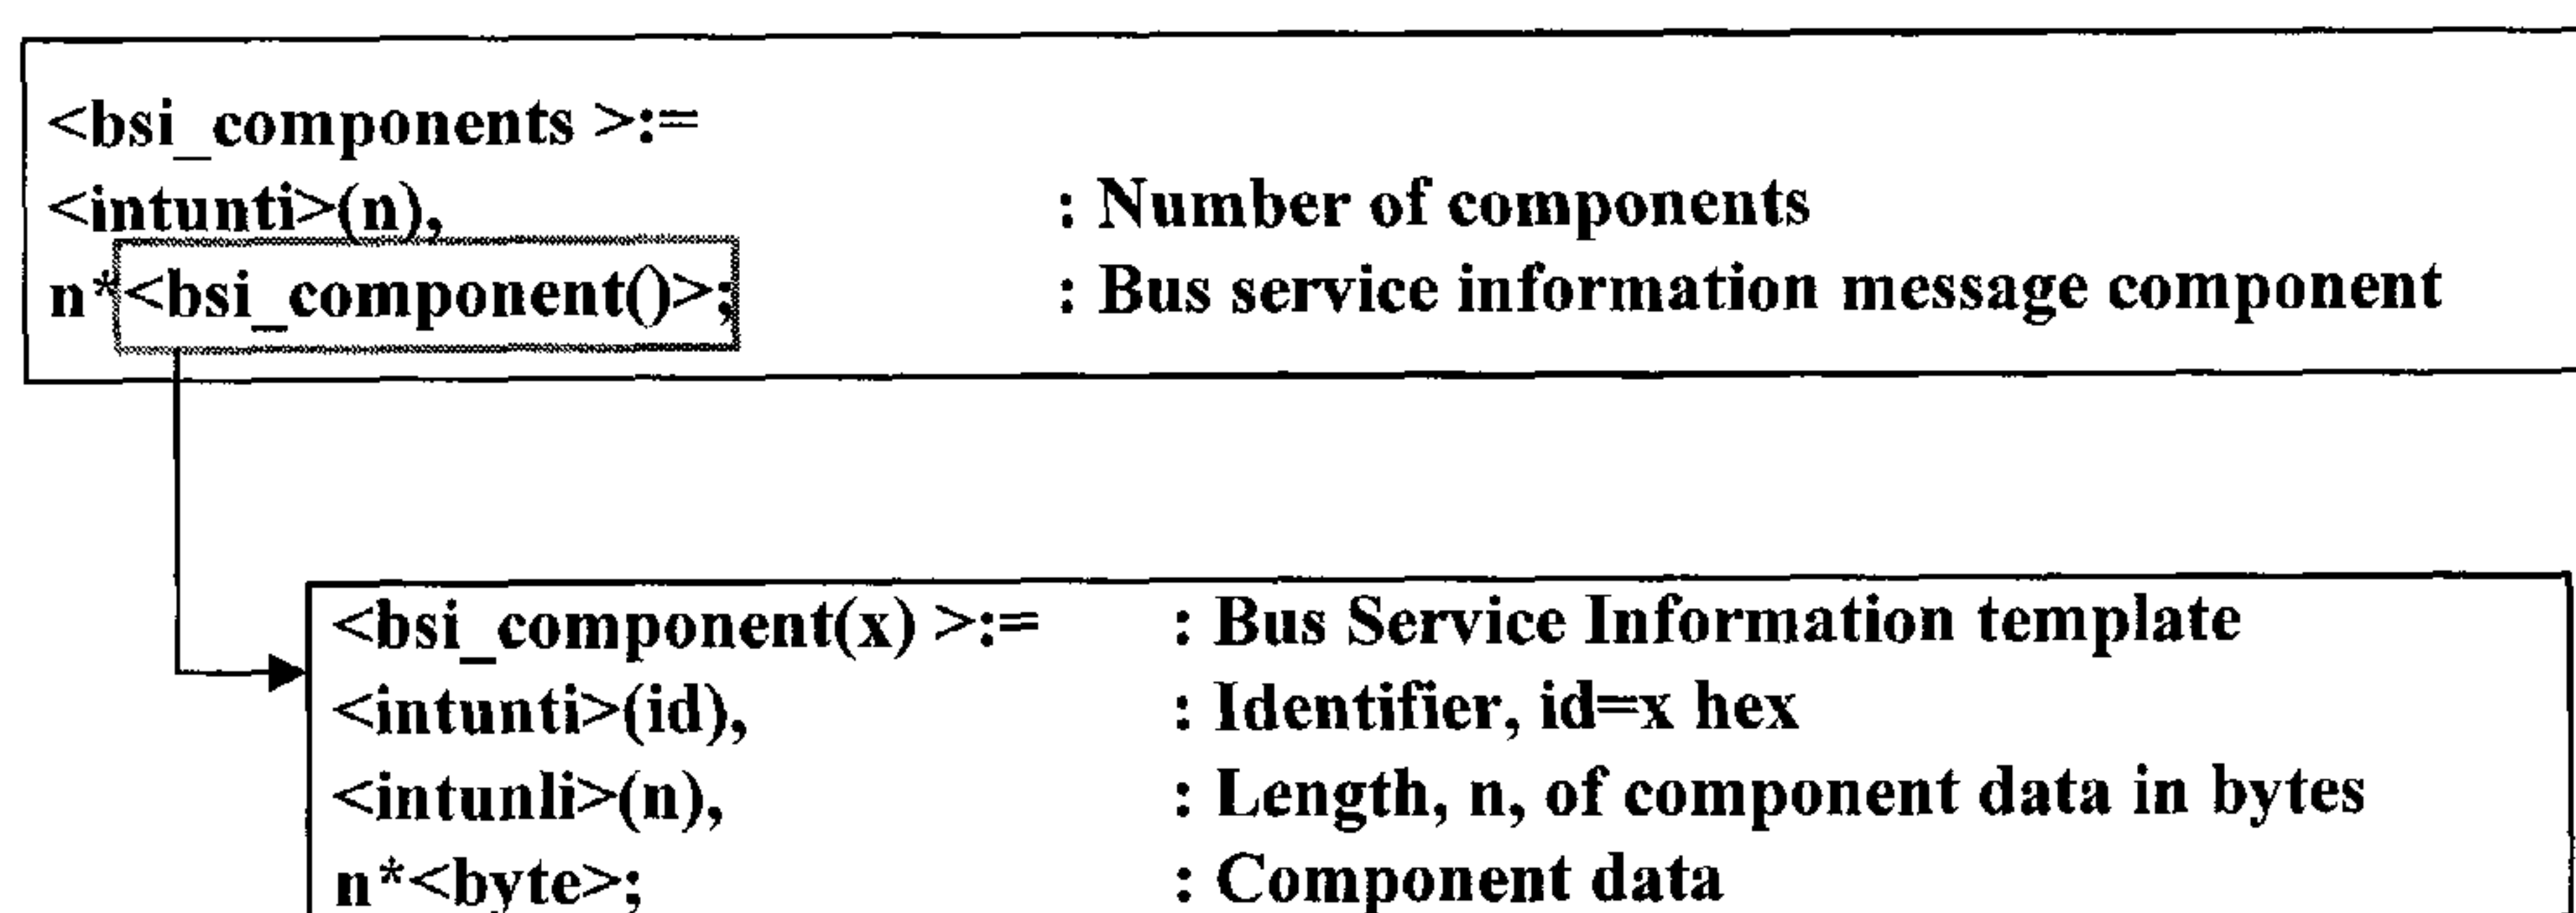 <bsi_components >:=
<intunti>(n), : Number of components
n*<bsi_component()>; : Bus service information message component
<bsi_component(x) >:= : Bus Service Information template
<intunti>(id), : Identifier, id=x hex
<intunli>(n), : Length, n, of component data in bytes
n*<byte>; : Component data